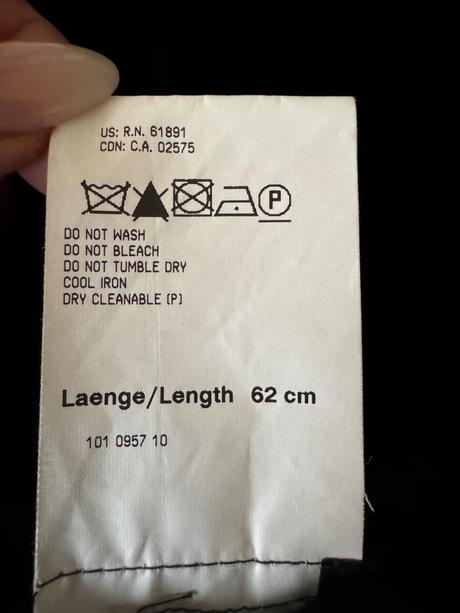 US: R.N. 61891
CDN: C.A. 02575
P
DO NOT WASH
DO NOT BLEACH
DO NOT TUMBLE DRY
COOL IRON
DRY CLEANABLE (P)
Laenge/Length 62 cm
101 0957 10